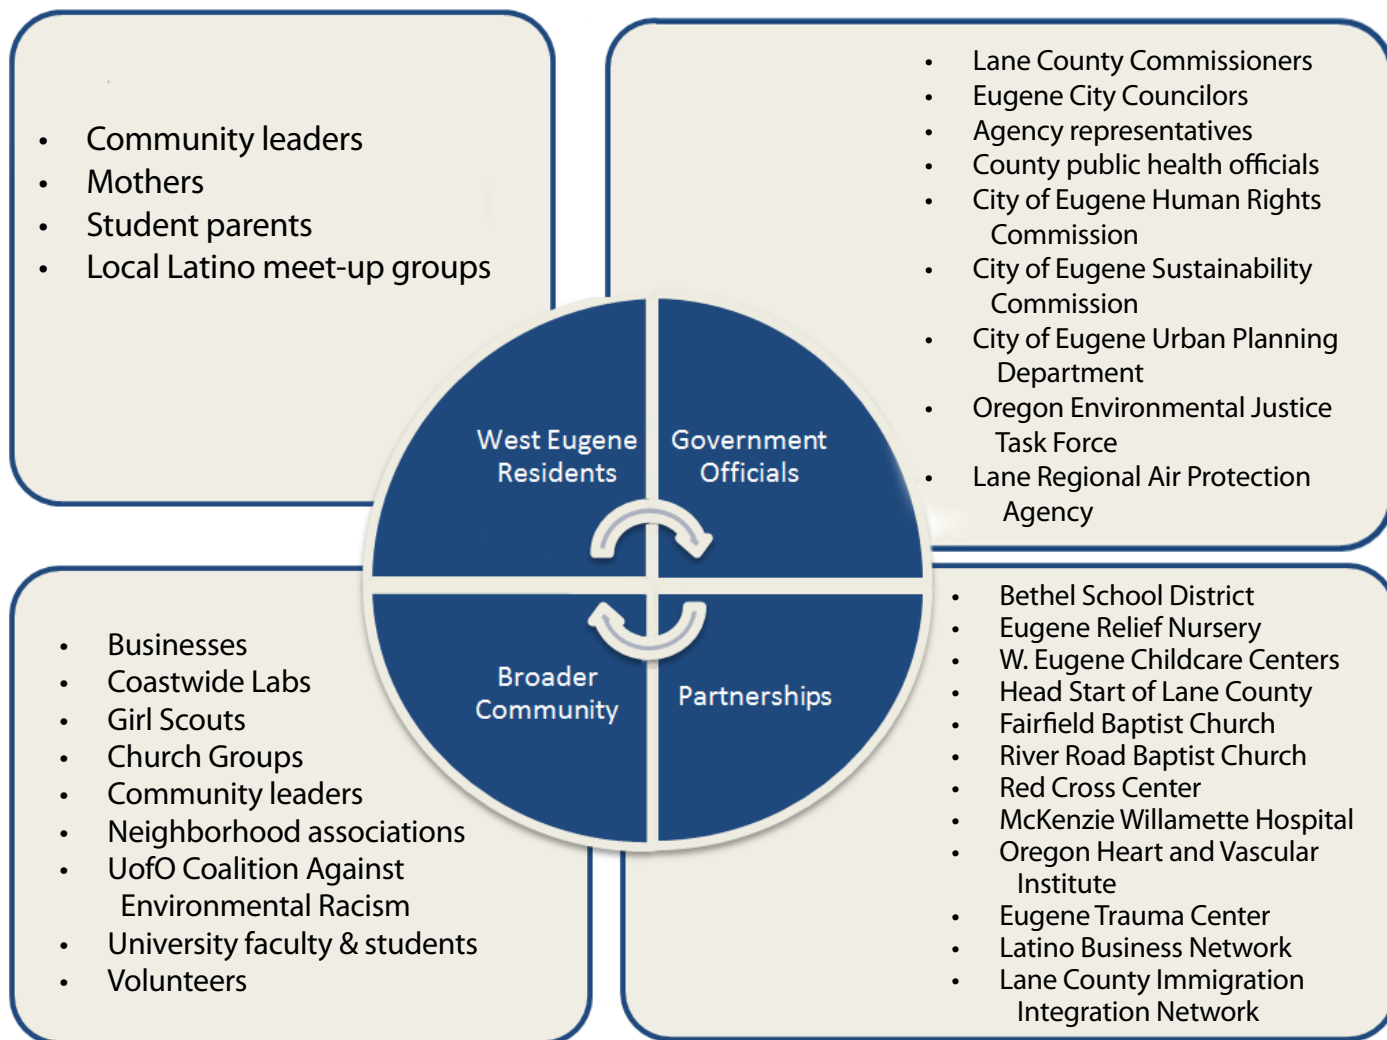 • Community leaders
• Mothers
• Student parents
• Local Latino meet-up groups
• Lane County Commissioners
• Eugene City Councilors
• Agency representatives
• County public health officials
• City of Eugene Human Rights
Commission
• City of Eugene Sustainability
Commission
• City of Eugene Urban Planning
Department
• Oregon Environmental Justice
Task Force
• Lane Regional Air Protection
Agency
West Eugene
Residents
Government
Officials
Broader
Community
Partnerships
• Businesses
• Coastwide Labs
• Girl Scouts
• Church Groups
• Community leaders
• Neighborhood associations
• UofO Coalition Against
Environmental Racism
• University faculty & students
• Volunteers
• Bethel School District
• Eugene Relief Nursery
• W. Eugene Childcare Centers
• Head Start of Lane County
• Fairfield Baptist Church
• River Road Baptist Church
• Red Cross Center
• McKenzie Willamette Hospital
• Oregon Heart and Vascular
Institute
• Eugene Trauma Center
• Latino Business Network
• Lane County Immigration
Integration Network